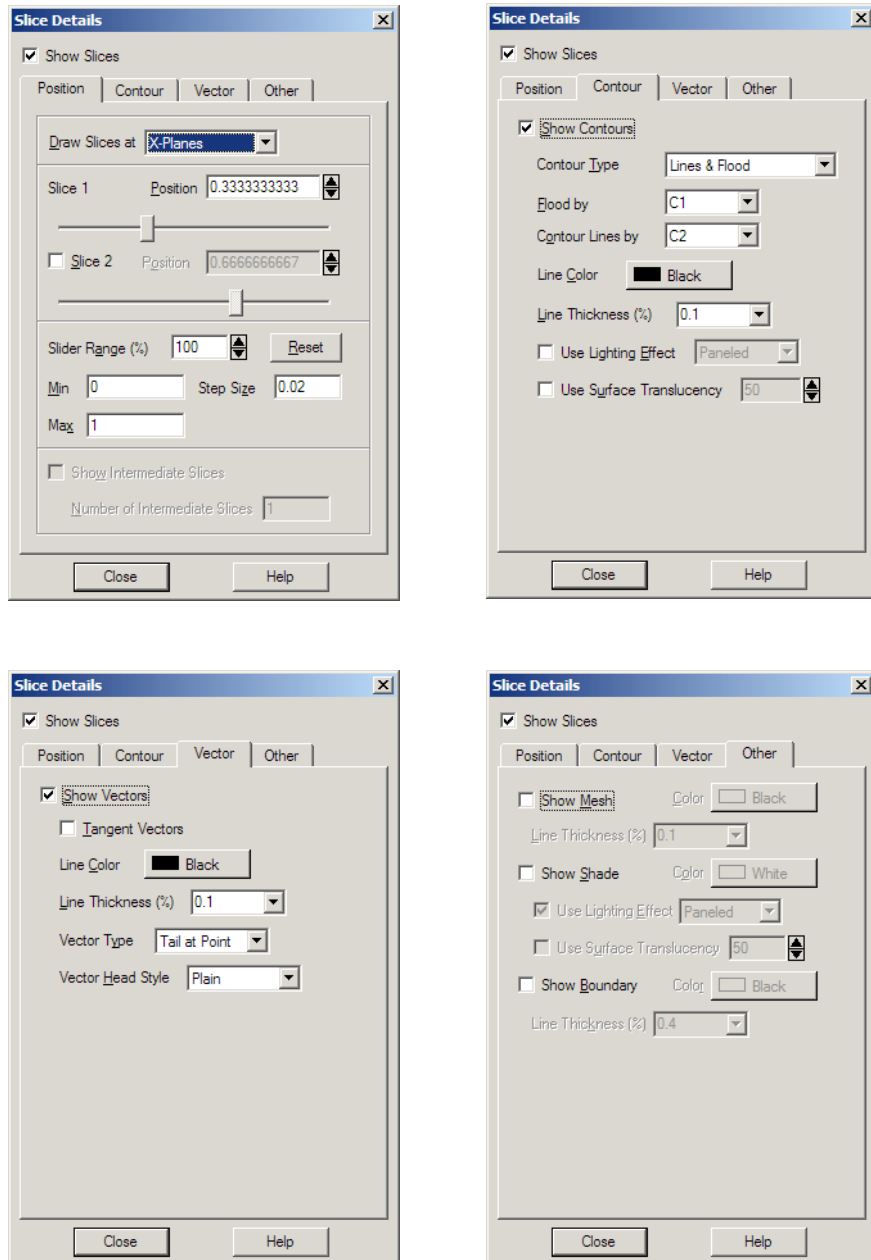 Slice Details
Show Slices
Position Contour Vector Other
Draw Slices at X-Planes
Slice 1 Position 0.3333333333
Slice 2 Position 0.6666666667
Slider Range (%) 100 Reset
Min 0 Step Size 0.02
Max 1
Show Intermediate Slices
Number of Intermediate Slices 1
Close Help
Slice Details
Show Slices
Position Contour Vector Other
Show Contours
Contour Type Lines & Flood
Flood by C1
Contour Lines by C2
Line Color Black
Line Thickness (%) 0.1
Use Lighting Effect Paneled
Use Surface Translucency 50
Close Help
Slice Details
Show Slices
Position Contour Vector Other
Show Vectors
Tangent Vectors
Line Color Black
Line Thickness (%) 0.1
Vector Type Tail at Point
Vector Head Style Plain
Close Help
Slice Details
Show Slices
Position Contour Vector Other
Show Mesh Color Black
Line Thickness (%) 0.1
Show Shade Color White
Use Lighting Effect Paneled
Use Surface Translucency 50
Show Boundary Color Black
Line Thickness (%) 0.4
Close Help